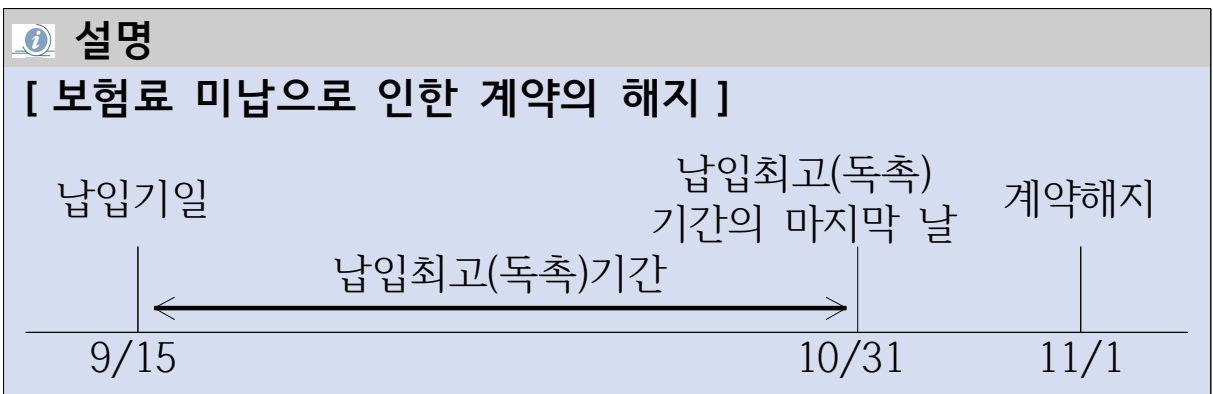 설명
[ 보험료 미납으로 인한 계약의 해지 ]
납입기일
납입최고(독촉)
기간의 마지막 날
계약해지
납입최고(독촉)기간
9/15
10/31
11/1